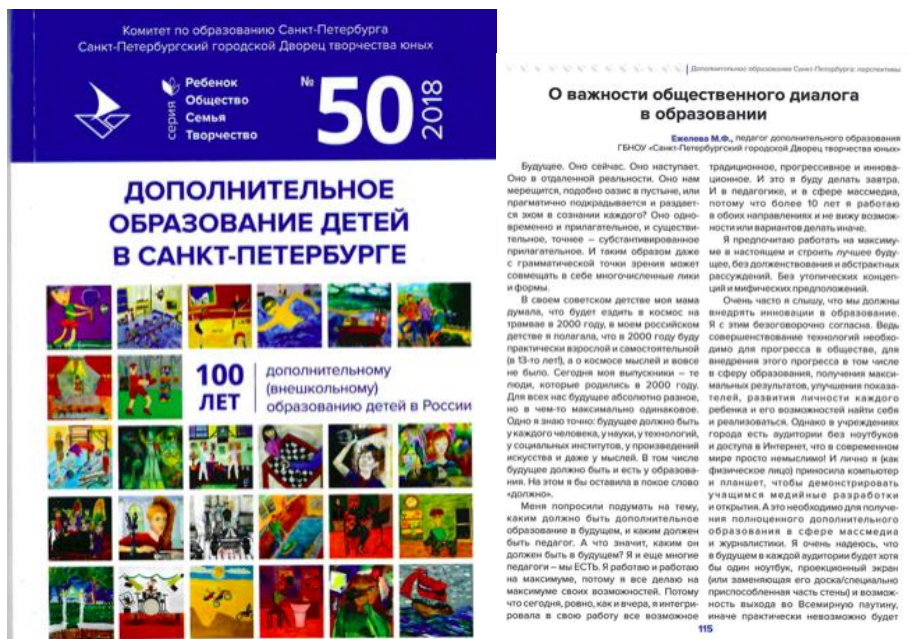 Комитет по образованию Санкт-Петербурга
Санкт-Петербургский городской Дворец творчества юных
серия
Ребенок
Общество
Семья
Творчество
№
50
2018
ДОПОЛНИТЕЛЬНОЕ
ОБРАЗОВАНИЕ ДЕТЕЙ
В САНКТ-ПЕТЕРБУРГЕ
100
ЛЕТ
дополнительному
(внешкольному)
образованию детей в России
Дополнительное образование Санкт-Петербурга: перспективы
О важности общественного диалога
в образовании
Ежелева М.Ф., педагог дополнительного образования
ГБНОУ «Санкт-Петербургский городской Дворец творчества юных»
Будущее. Оно сейчас. Оно наступает.
Оно в отдаленной реальности. Оно нам
мерещится, подобно оазис в пустыне, или
прагматично подкрадывается и раздает-
ся эхом в сознании каждого? Оно одно-
временно и прилагательное, и существи-
тельное, точнее – субстантивированное
прилагательное. И таким образом даже
с грамматической точки зрения может
совмещать в себе многочисленные лики
и формы.
В своем советском детстве моя мама
думала, что будет ездить в космос на
трамвае в 2000 году, в моем российском
детстве я полагала, что в 2000 году буду
практически взрослой и самостоятельной
(в 13-то лет!), а о космосе мыслей и вовсе
не было. Сегодня мои выпускники – те
люди, которые родились в 2000 году.
Для всех нас будущее абсолютно разное,
но в чем-то максимально одинаковое.
Одно я знаю точно: будущее должно быть
у каждого человека, у науки, у технологий,
у социальных институтов, у произведений
искусства и даже у мыслей. В том числе
будущее должно быть и есть у образова-
ния. На этом я бы оставила в покое слово
«должно».
Меня попросили подумать на тему,
каким должно быть дополнительное
образование в будущем, и каким должен
быть педагог. А что значит, каким он
должен быть в будущем? Я и еще многие
педагоги – мы ЕСТЬ. Я работаю и работаю
на максимуме, потому я все делаю на
максимуме своих возможностей. Потому
что сегодня, ровно, как и вчера, я интегри-
ровала в свою работу все возможное
традиционное, прогрессивное и иннова-
ционное. И это я буду делать завтра.
И в педагогике, и в сфере массмедиа,
потому что более 10 лет я работаю
в обоих направлениях и не вижу возмож-
ности или вариантов делать иначе.
Я предпочитаю работать на максиму-
ме в настоящем и строить лучшее буду-
щее, без долженствования и абстрактных
рассуждений. Без утопических концеп-
ций и мифических предположений.
Очень часто я слышу, что мы должны
внедрять инновации в образование.
Я с этим безоговорочно согласна. Ведь
совершенствование технологий необхо-
димо для прогресса в обществе, для
внедрения этого прогресса в том числе
в сферу образования, получения макси-
мальных результатов, улучшения показа-
телей, развития личности каждого
ребенка и его возможностей найти себя
и реализоваться. Однако в учреждениях
города есть аудитории без ноутбуков
и доступа в Интернет, что в современном
мире просто немыслимо! И лично я (как
физическое лицо) приносила компьютер
и планшет, чтобы демонстрировать
учащимся медийные разработки
и открытия. А это необходимо для получе-
ния полноценного дополнительного
образования в сфере массмедиа
и журналистики. Я очень надеюсь, что
в будущем в каждой аудитории будет хотя
бы один ноутбук, проекционный экран
(или заменяющая его доска/специально
приспособленная часть стены) и возмож-
ность выхода во Всемирную паутину,
иначе практически невозможно будет
115